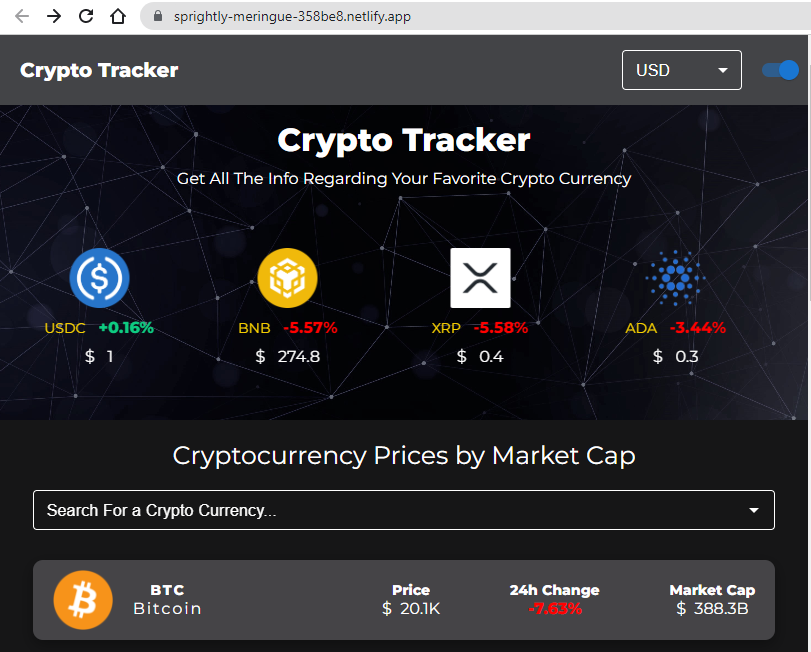 sprightly-meringue-358be8.netlify.app
Crypto Tracker
USD
Crypto Tracker
Get All The Info Regarding Your Favorite Crypto Currency
USDC +0.16%
$ 1
BNB -5.57%
$ 274.8
XRP -5.58%
$ 0.4
ADA -3.44%
$ 0.3
Cryptocurrency Prices by Market Cap
Search For a Crypto Currency...
BTC
Bitcoin
Price
$ 20.1K
24h Change
-7.63%
Market Cap
$ 388.3B